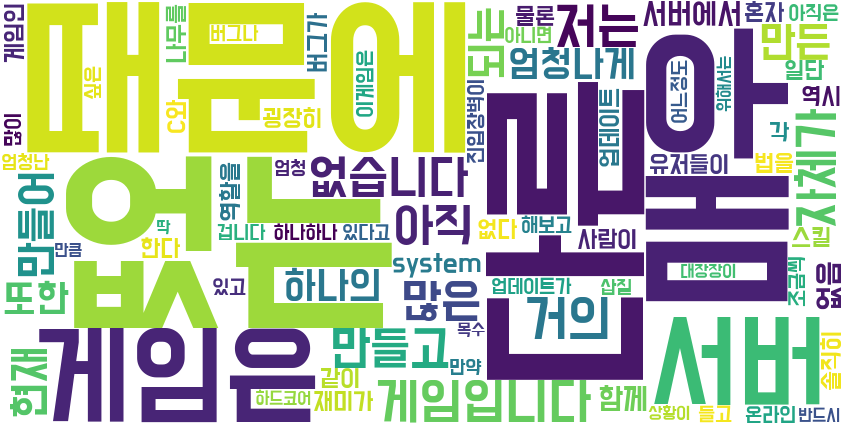 게임인
나무를
버그나
버그가
때문에
싶은
이게임은
되는
아니면
물론
저는
서버에서
혼자
아직은
만든
엄청나게
일단
어느정도
위해서는
역시
많이
C와
굉장히
진입장벽이
업데이트
각
엄청난
엄청
없습니다
난이도
좀
유저들이
법을
자체가
만들어
없는
역할을
아직
없다
해보고
사람이
스킬
딱
겁니다
하나하나
있다고
만큼
한다
system
대장장이
조금씩
없음
또한
있고
하나의
많은
업데이트가
삽질
거의
목수
현재
게임은
만들고
만약
서버
솔직히
같이
하드코어
재미가
게임입니다
함께
상황이
들고
온라인
반드시